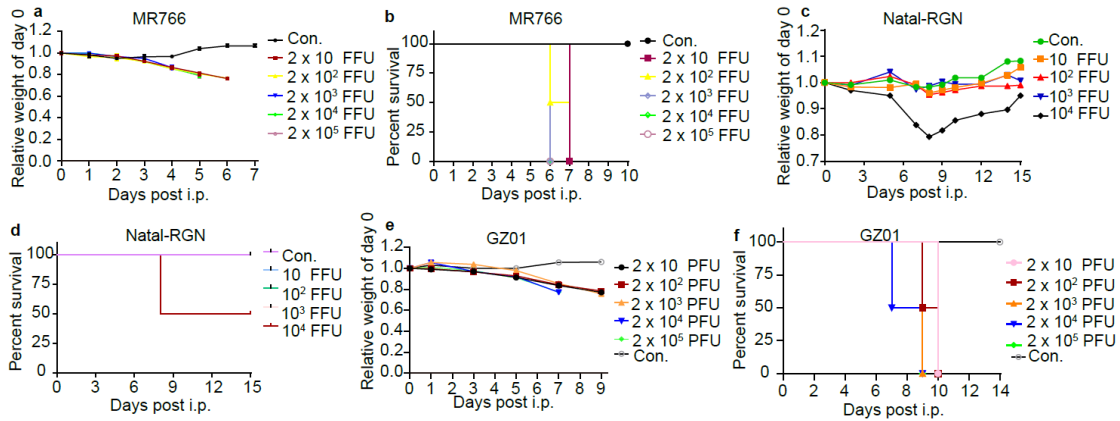 a
MR766
Relative weight of day 0
1.2
1.0
0.8
0.6
0.4
0.2
0.0
0 1 2 3 4 5 6 7
Days post i.p.
Con.
2 x 10 FFU
2 x 10² FFU
2 x 10³ FFU
2 x 10⁴ FFU
2 x 10⁵ FFU
b
MR766
Percent survival
100
75
50
25
0
0 1 2 3 4 5 6 7 8 9 10
Days post i.p.
Con.
2 x 10 FFU
2 x 10² FFU
2 x 10³ FFU
2 x 10⁴ FFU
2 x 10⁵ FFU
c
Natal-RGN
Relative weight of day 0
1.2
1.1
1.0
0.9
0.8
0.7
0 3 6 9 12 15
Days post i.p.
Con.
10 FFU
10² FFU
10³ FFU
10⁴ FFU
d
Natal-RGN
Percent survival
100
75
50
25
0
0 3 6 9 12 15
Days post i.p.
Con.
10 FFU
10² FFU
10³ FFU
10⁴ FFU
e
GZ01
Relative weight of day 0
1.2
1.0
0.8
0.6
0.4
0.2
0.0
0 1 2 3 4 5 6 7 8 9
Days post i.p.
2 x 10 PFU
2 x 10² PFU
2 x 10³ PFU
2 x 10⁴ PFU
2 x 10⁵ PFU
Con.
f
GZ01
Percent survival
100
75
50
25
0
0 2 4 6 8 10 12 14
Days post i.p.
2 x 10 PFU
2 x 10² PFU
2 x 10³ PFU
2 x 10⁴ PFU
2 x 10⁵ PFU
Con.